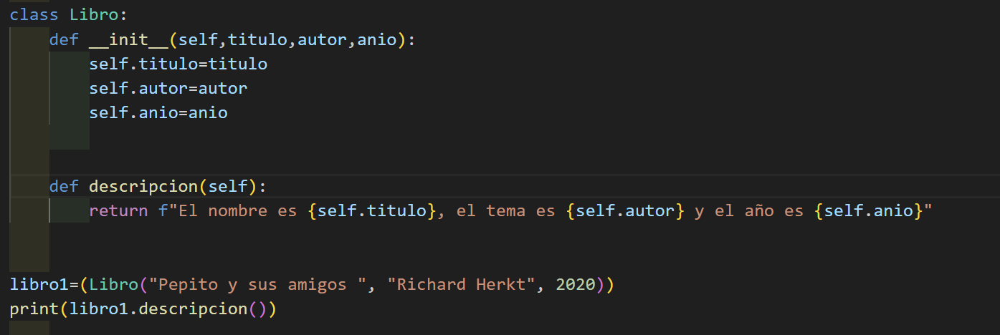 class Libro:
    def __init__(self,titulo,autor,anio):
        self.titulo=titulo
        self.autor=autor
        self.anio=anio
    def descripcion(self):
        return f"El nombre es {self.titulo}, el tema es {self.autor} y el año es {self.anio}"
libro1=(Libro("Pepito y sus amigos ", "Richard Herkt", 2020))
print(libro1.descripcion())